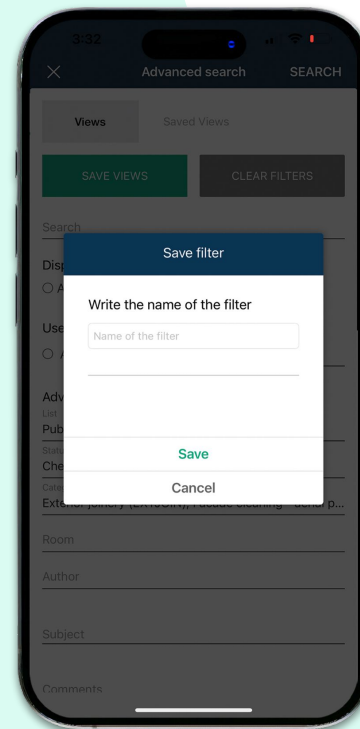 3:32
Advanced search SEARCH
Views Saved Views
SAVE VIEWS CLEAR FILTERS
Search
Save filter
Write the name of the filter
Name of the filter
Save
Cancel
List
Room
Author
Subject
Comments